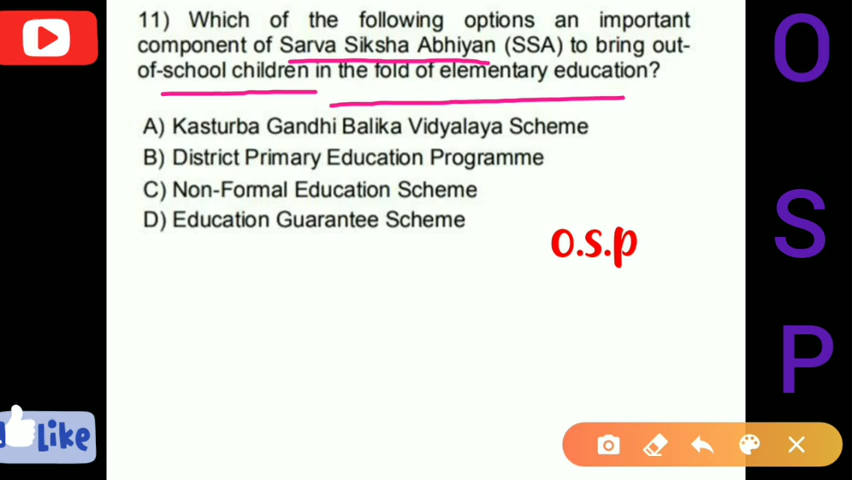 11) Which of the following options an important
component of Sarva Siksha Abhiyan (SSA) to bring out-
of-school children in the fold of elementary education?
A) Kasturba Gandhi Balika Vidyalaya Scheme
B) District Primary Education Programme
C) Non-Formal Education Scheme
D) Education Guarantee Scheme
O.S.P
O
S
P
Like